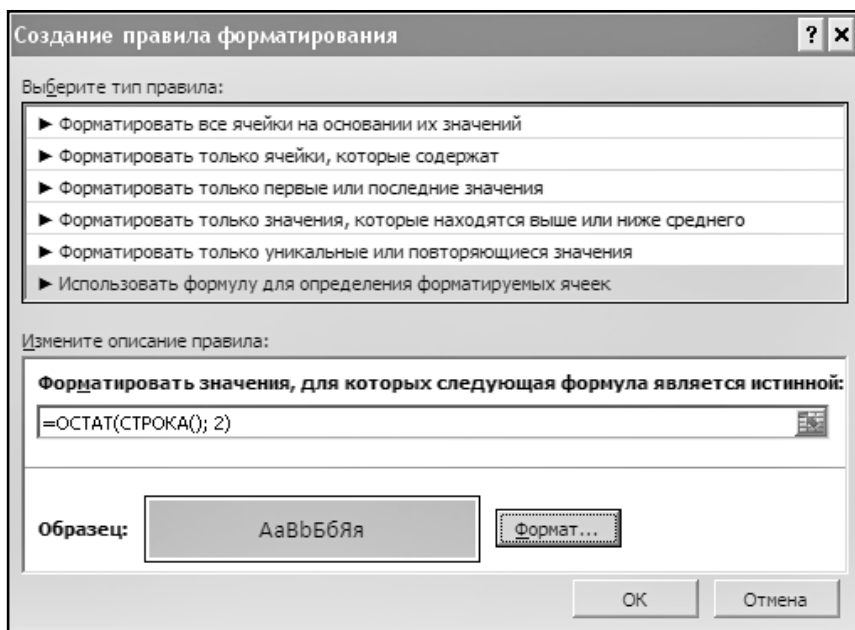 Создание правила форматирования
Выберите тип правила:
► Форматировать все ячейки на основании их значений
► Форматировать только ячейки, которые содержат
► Форматировать только первые или последние значения
► Форматировать только значения, которые находятся выше или ниже среднего
► Форматировать только уникальные или повторяющиеся значения
► Использовать формулу для определения форматируемых ячеек
Измените описание правила:
Форматировать значения, для которых следующая формула является истинной:
=ОСТАТ(СТРОКА(); 2)
Образец: АаВbБбЯя Формат...
ОК Отмена